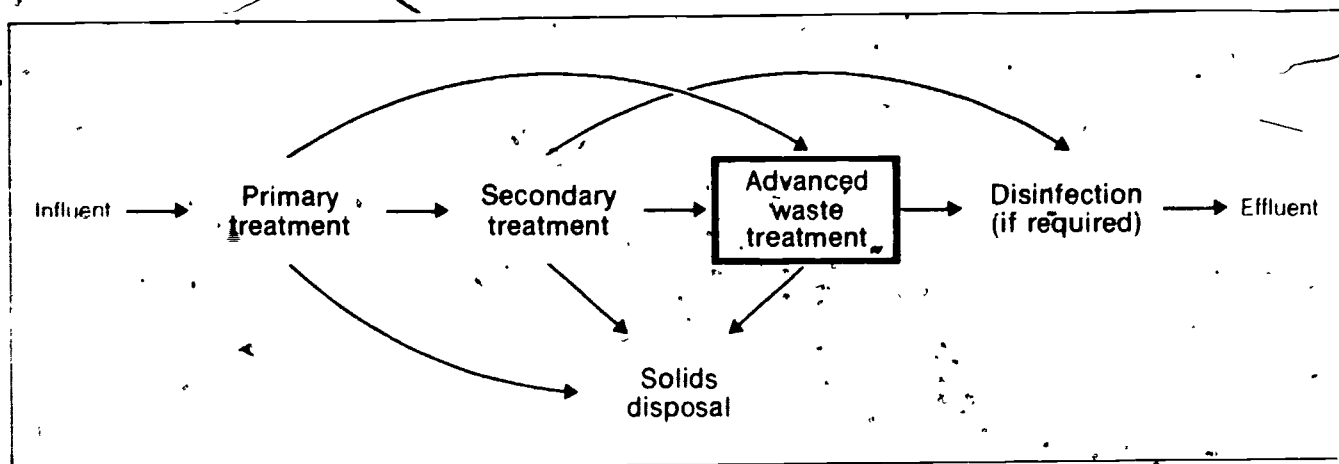 Influent
Primary
treatment
Secondary
treatment
Advanced
waste
treatment
Disinfection
(if required)
Effluent
Solids
disposal